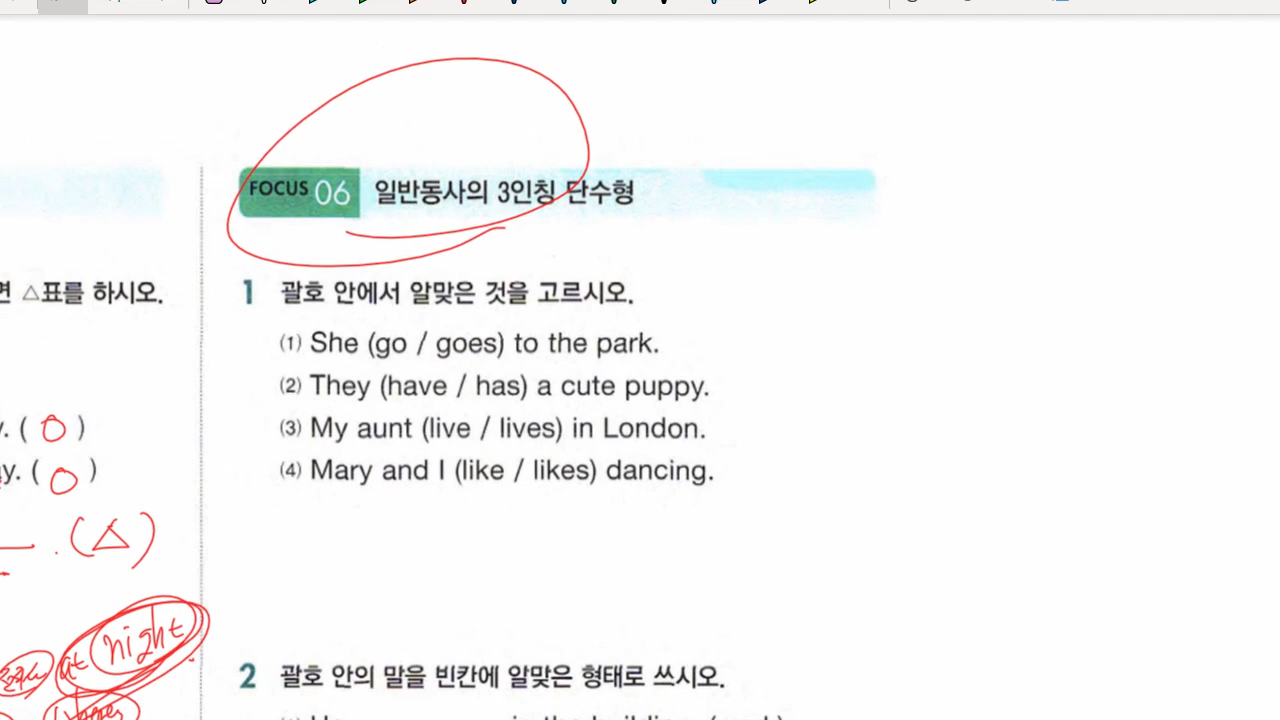 면 △표를 하시오.
y. ( O )
y. ( O )
. (△)
at night
FOCUS 06 일반동사의 3인칭 단수형
1 괄호 안에서 알맞은 것을 고르시오.
(1) She (go / goes) to the park.
(2) They (have / has) a cute puppy.
(3) My aunt (live / lives) in London.
(4) Mary and I (like / likes) dancing.
2 괄호 안의 말을 빈칸에 알맞은 형태로 쓰시오.